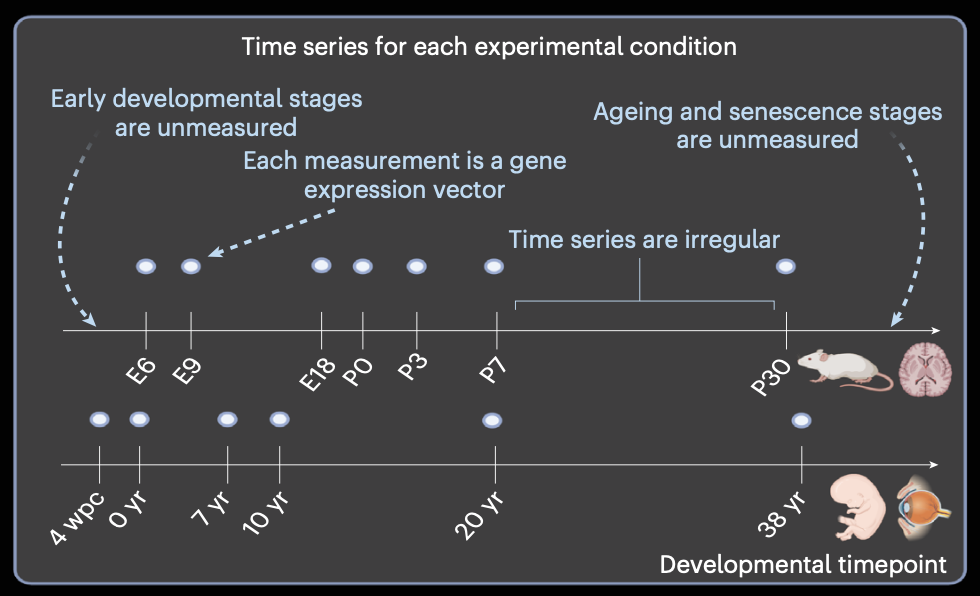 Time series for each experimental condition
Early developmental stages
are unmeasured
Ageing and senescence stages
are unmeasured
Each measurement is a gene
expression vector
Time series are irregular
E6
E9
E18
P0
P3
P7
P30
4 wpc
0 yr
7 yr
10 yr
20 yr
38 yr
Developmental timepoint